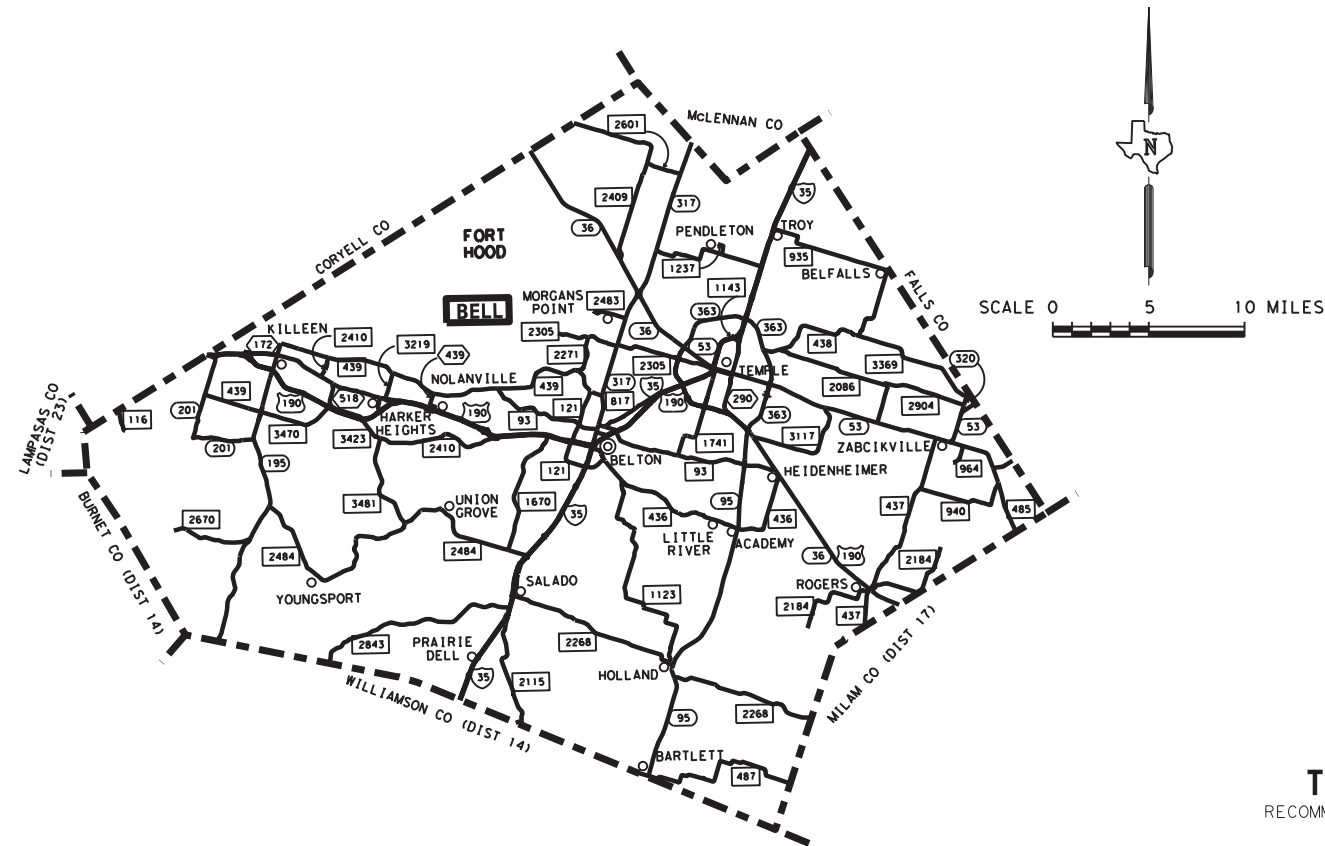 McLENNAN CO
2601
35
2409
317
TROY
36
PENDLETON
FORT
HOOD
935
CORYELL CO
1237
BELFALLS
N
1143
FALLS CO
SCALE 0 5 10 MILES
MORGANS
POINT
2483
BELL
363
363
KILLEEN
2410
2305
36
172
3219
439
53
438
320
439
2271
2305
3369
TEMPLE
NOLANVILLE
439
317
35
2086
439
190
518
817
190
290
2904
LAMPASAS CO
(DIST 23)
116
201
HARKER
HEIGHTS
190
93
121
363
53
53
3470
3423
2410
1741
3117
ZABCIKVILLE
201
195
121
BELTON
93
HEIDENHEIMER
964
BURNET CO (DIST 14)
3481
UNION
GROVE
1670
35
95
437
940
485
2670
436
436
LITTLE
RIVER
ACADEMY
2484
2484
36
190
2184
YOUNGSPORT
SALADO
ROGERS
1123
2184
437
2843
PRAIRIE
DELL
2268
HOLLAND
MILAM CO (DIST 17)
35
2115
WILLIAMSON CO (DIST 14)
95
2268
BARTLETT
487
T
RECOMM